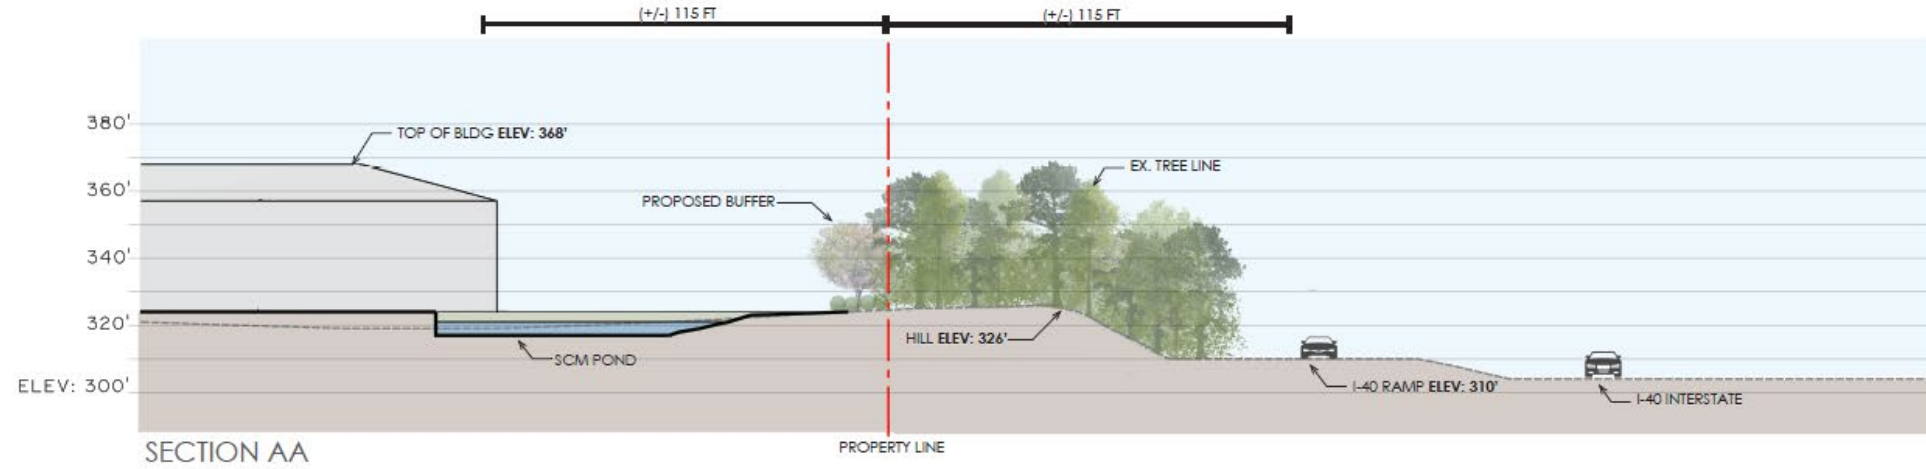 (+/-) 115 FT
(+/-) 115 FT
380'
TOP OF BLDG ELEV: 368'
EX. TREE LINE
360'
PROPOSED BUFFER
340'
320'
HILL ELEV: 326'
SCM POND
ELEV: 300'
I-40 RAMP ELEV: 310'
I-40 INTERSTATE
SECTION AA
PROPERTY LINE